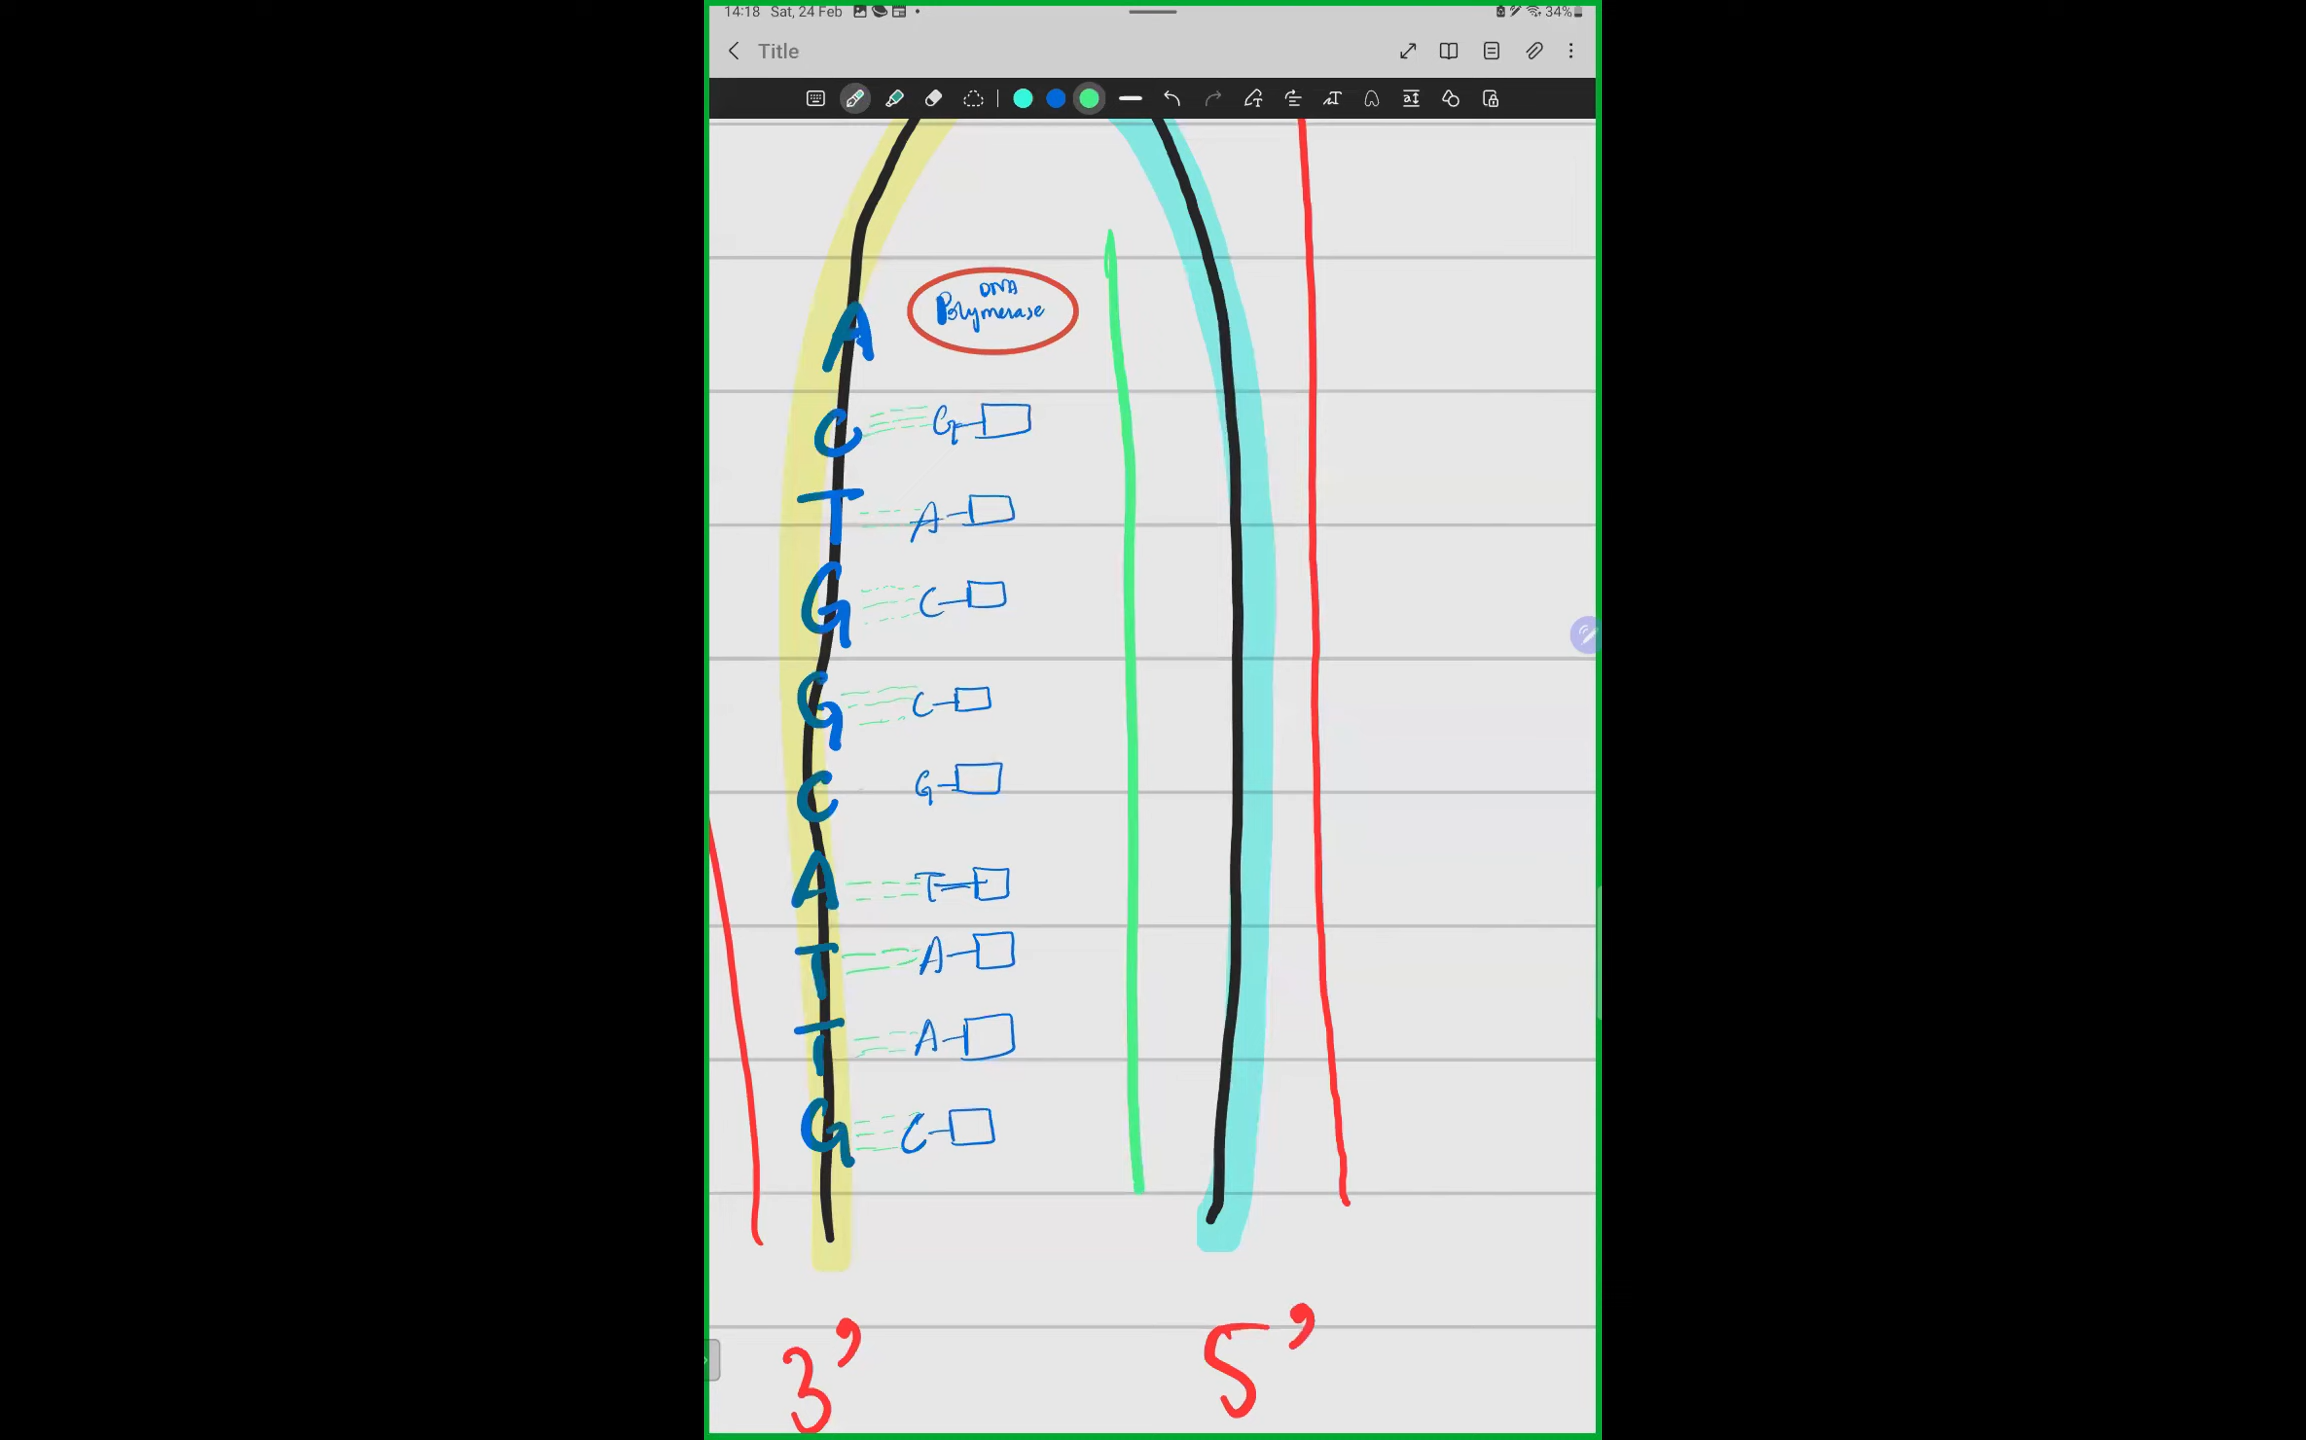 14:18 Sat, 24 Feb
34%
Title
DNA
Polymerase
A
C G
T A
G C
G C
C G
A T
T A
T A
G C
3’ 5’